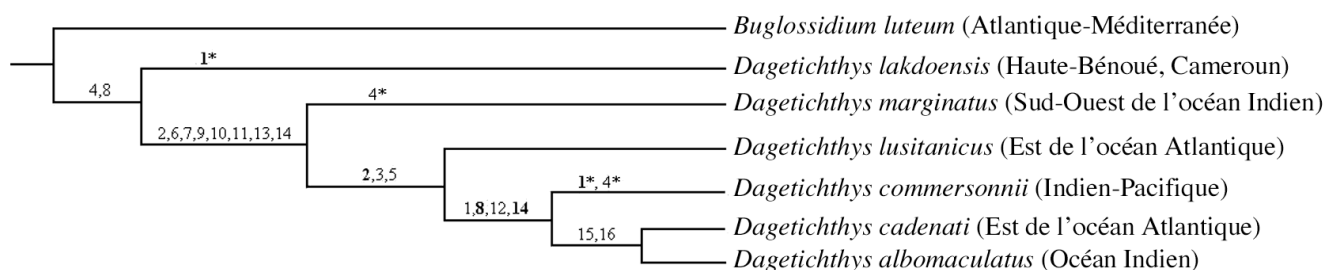 Buglossidium luteum (Atlantique-Méditerranée)
1*
Dagetichthys lakdoensis (Haute-Bénoué, Cameroun)
4,8
4*
Dagetichthys marginatus (Sud-Ouest de l'océan Indien)
2,6,7,9,10,11,13,14
Dagetichthys lusitanicus (Est de l'océan Atlantique)
2,3,5
1*, 4*
Dagetichthys commersonnii (Indien-Pacifique)
1,8,12,14
Dagetichthys cadenati (Est de l'océan Atlantique)
15,16
Dagetichthys albomaculatus (Océan Indien)